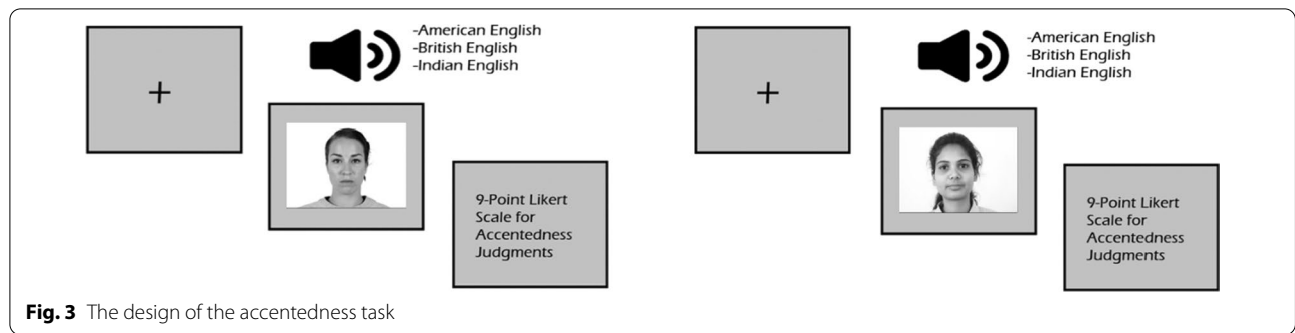 -American English
-British English
-Indian English
+
9-Point Likert
Scale for
Accentedness
Judgments
-American English
-British English
-Indian English
+
9-Point Likert
Scale for
Accentedness
Judgments
Fig. 3 The design of the accentedness task